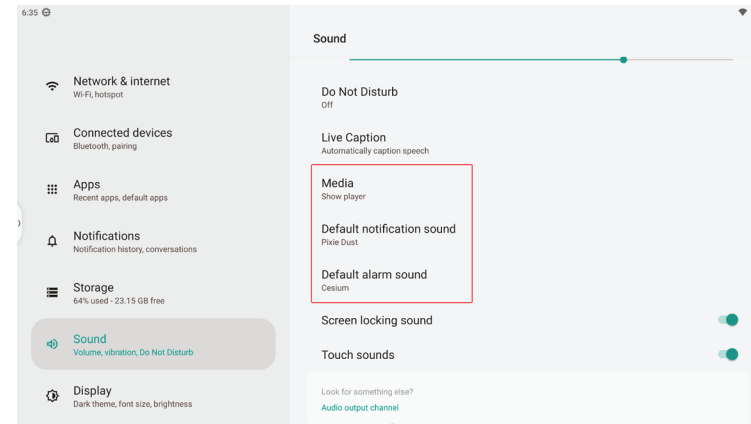 6:35
Sound
Network & internet
Wi-Fi, hotspot
Connected devices
Bluetooth, pairing
Apps
Recent apps, default apps
Notifications
Notification history, conversations
Storage
64% used - 23.15 GB free
Sound
Volume, vibration, Do Not Disturb
Display
Dark theme, font size, brightness
Do Not Disturb
Off
Live Caption
Automatically caption speech
Media
Show player
Default notification sound
Pixie Dust
Default alarm sound
Cesium
Screen locking sound
Touch sounds
Look for something else?
Audio output channel